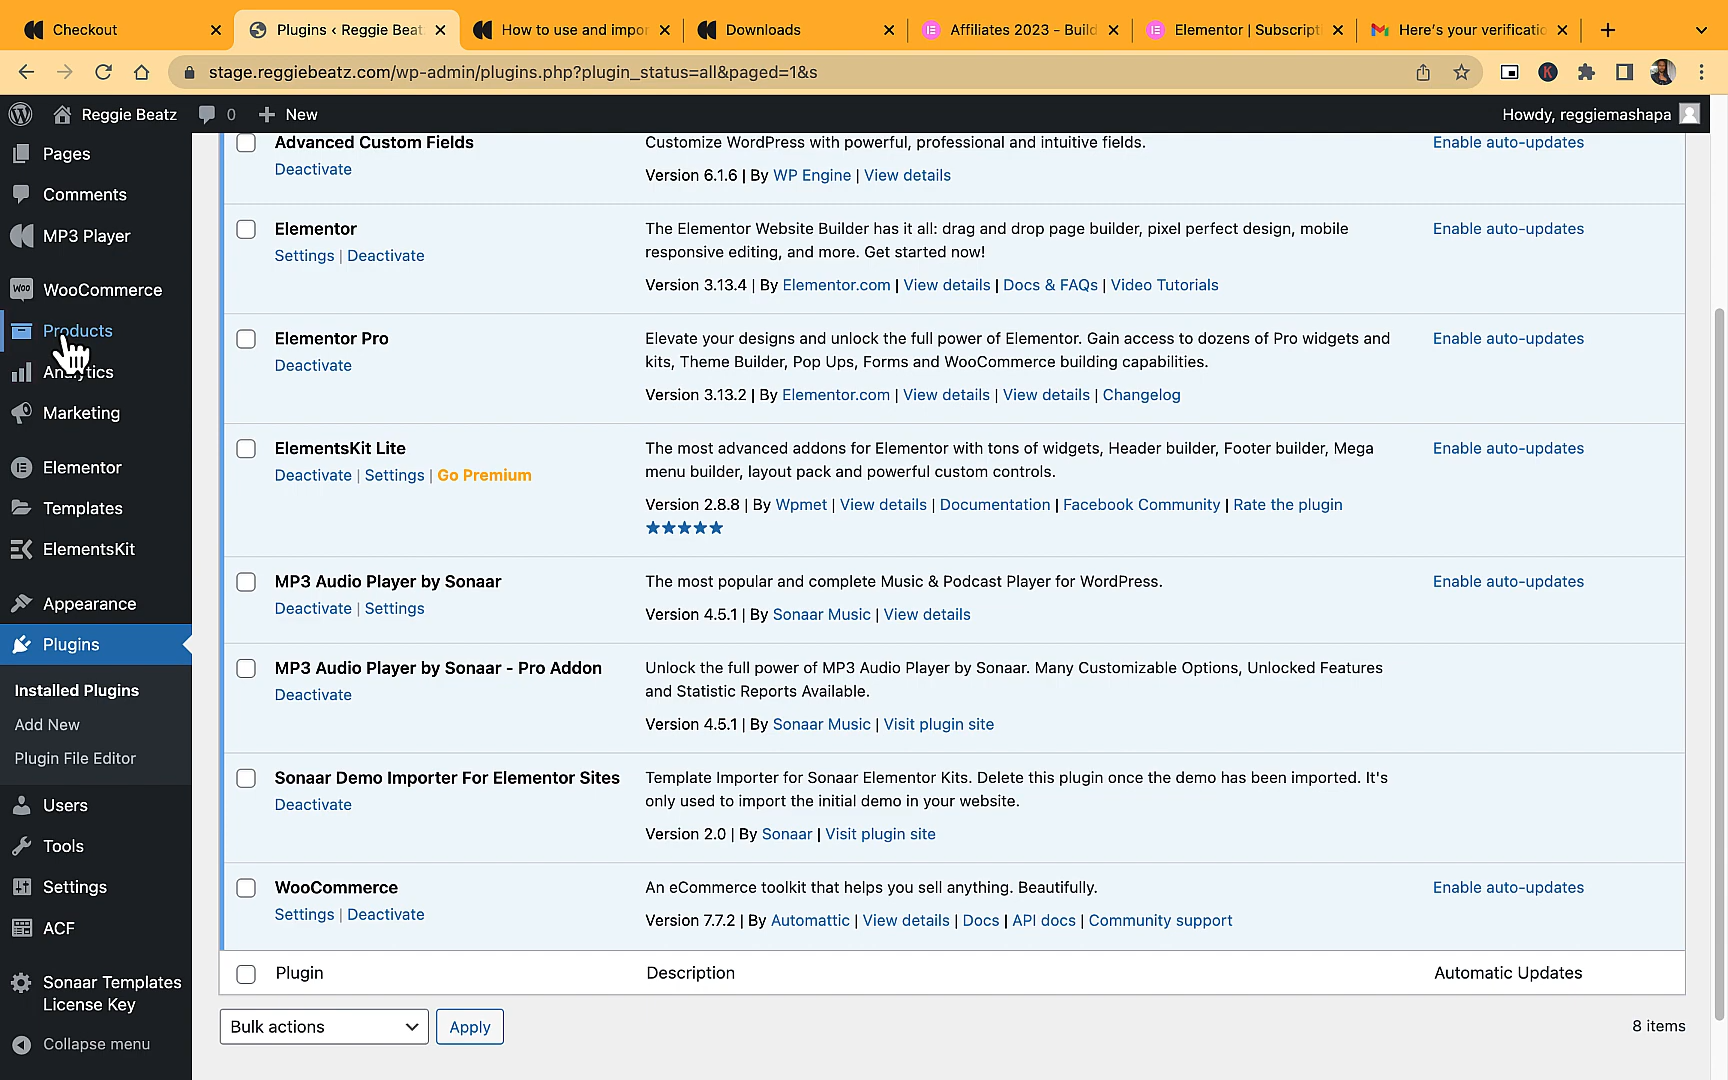 Checkout
Plugins ‹ Reggie Beat
How to use and impor
Downloads
Affiliates 2023 - Build
Elementor | Subscript
Here's your verificatio
stage.reggiebeatz.com/wp-admin/plugins.php?plugin_status=all&paged=1&s
K
Reggie Beatz
0
New
Howdy, reggiemashapa
Pages
Comments
MP3 Player
Woo
WooCommerce
Products
Analytics
Marketing
Elementor
Templates
ElementsKit
Appearance
Plugins
Installed Plugins
Add New
Plugin File Editor
Users
Tools
Settings
ACF
Sonaar Templates
License Key
Collapse menu
Advanced Custom Fields
Deactivate
Customize WordPress with powerful, professional and intuitive fields.
Version 6.1.6 | By WP Engine | View details
Enable auto-updates
Elementor
Settings | Deactivate
The Elementor Website Builder has it all: drag and drop page builder, pixel perfect design, mobile
responsive editing, and more. Get started now!
Version 3.13.4 | By Elementor.com | View details | Docs & FAQs | Video Tutorials
Enable auto-updates
Elementor Pro
Deactivate
Elevate your designs and unlock the full power of Elementor. Gain access to dozens of Pro widgets and
kits, Theme Builder, Pop Ups, Forms and WooCommerce building capabilities.
Version 3.13.2 | By Elementor.com | View details | View details | Changelog
Enable auto-updates
ElementsKit Lite
Deactivate | Settings | Go Premium
The most advanced addons for Elementor with tons of widgets, Header builder, Footer builder, Mega
menu builder, layout pack and powerful custom controls.
Version 2.8.8 | By Wpmet | View details | Documentation | Facebook Community | Rate the plugin
★★★★★
Enable auto-updates
MP3 Audio Player by Sonaar
Deactivate | Settings
The most popular and complete Music & Podcast Player for WordPress.
Version 4.5.1 | By Sonaar Music | View details
Enable auto-updates
MP3 Audio Player by Sonaar - Pro Addon
Deactivate
Unlock the full power of MP3 Audio Player by Sonaar. Many Customizable Options, Unlocked Features
and Statistic Reports Available.
Version 4.5.1 | By Sonaar Music | Visit plugin site
Sonaar Demo Importer For Elementor Sites
Deactivate
Template Importer for Sonaar Elementor Kits. Delete this plugin once the demo has been imported. It's
only used to import the initial demo in your website.
Version 2.0 | By Sonaar | Visit plugin site
WooCommerce
Settings | Deactivate
An eCommerce toolkit that helps you sell anything. Beautifully.
Version 7.7.2 | By Automattic | View details | Docs | API docs | Community support
Enable auto-updates
Plugin
Description
Automatic Updates
Bulk actions
Apply
8 items